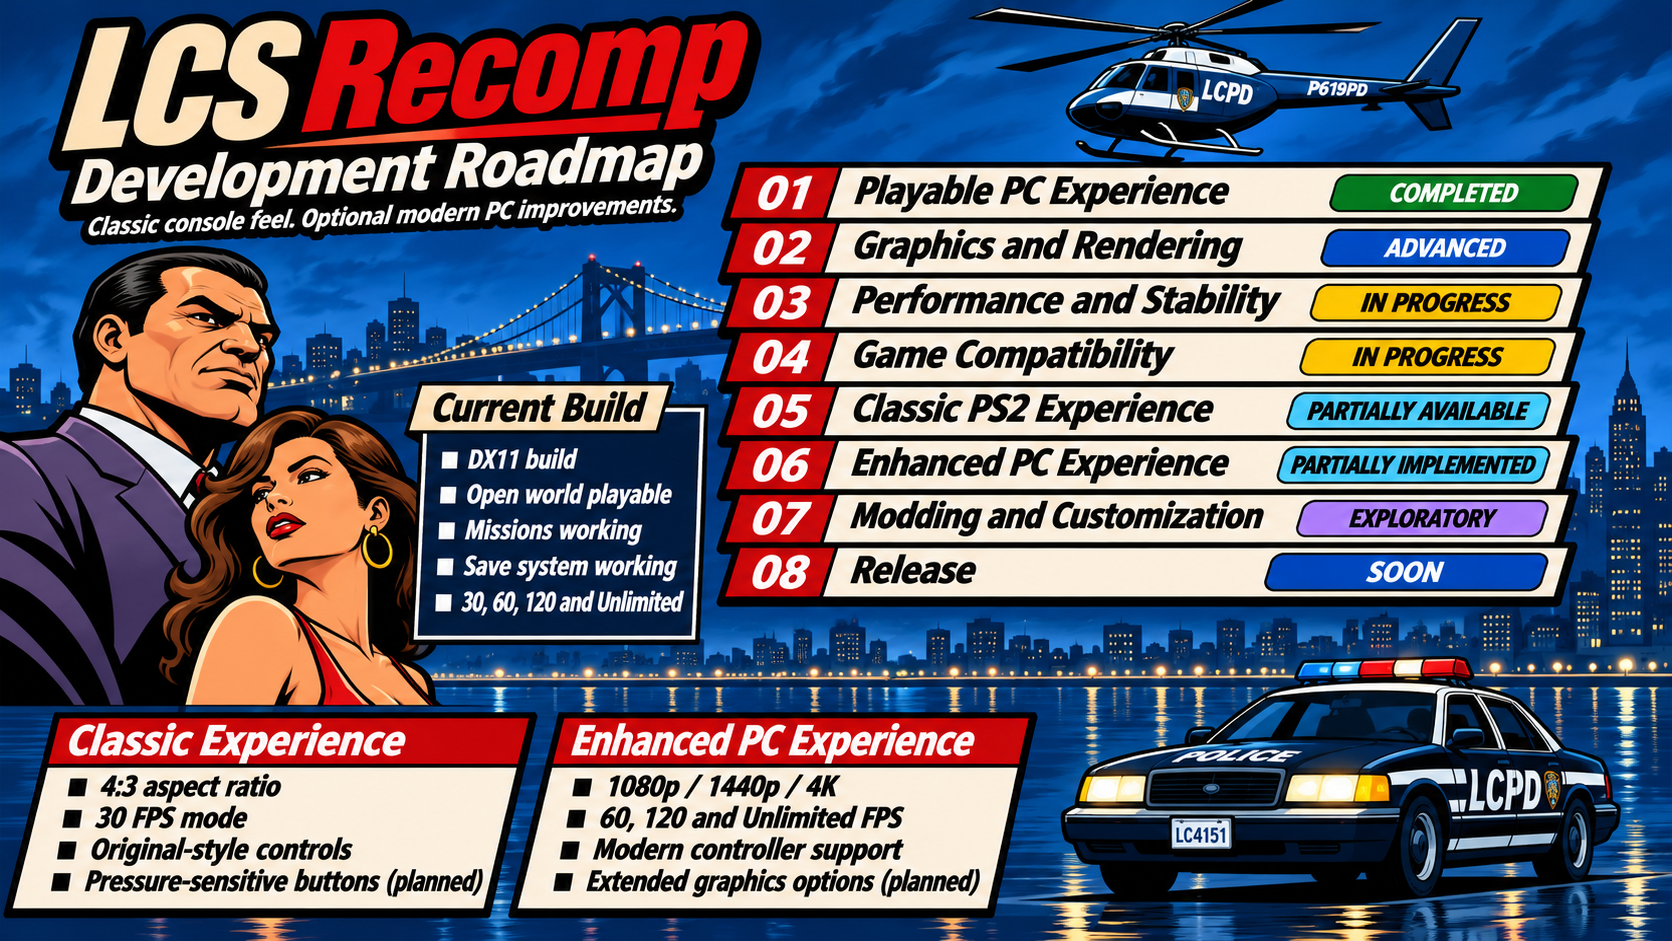 LCS Recomp
Development Roadmap
Classic console feel. Optional modern PC improvements.
LCPD
P619PD
01 Playable PC Experience COMPLETED
02 Graphics and Rendering ADVANCED
03 Performance and Stability IN PROGRESS
04 Game Compatibility IN PROGRESS
05 Classic PS2 Experience PARTIALLY AVAILABLE
06 Enhanced PC Experience PARTIALLY IMPLEMENTED
07 Modding and Customization EXPLORATORY
08 Release SOON
Current Build
DX11 build
Open world playable
Missions working
Save system working
30, 60, 120 and Unlimited
Classic Experience
4:3 aspect ratio
30 FPS mode
Original-style controls
Pressure-sensitive buttons (planned)
Enhanced PC Experience
1080p / 1440p / 4K
60, 120 and Unlimited FPS
Modern controller support
Extended graphics options (planned)
POLICE
LCPD
LC4151